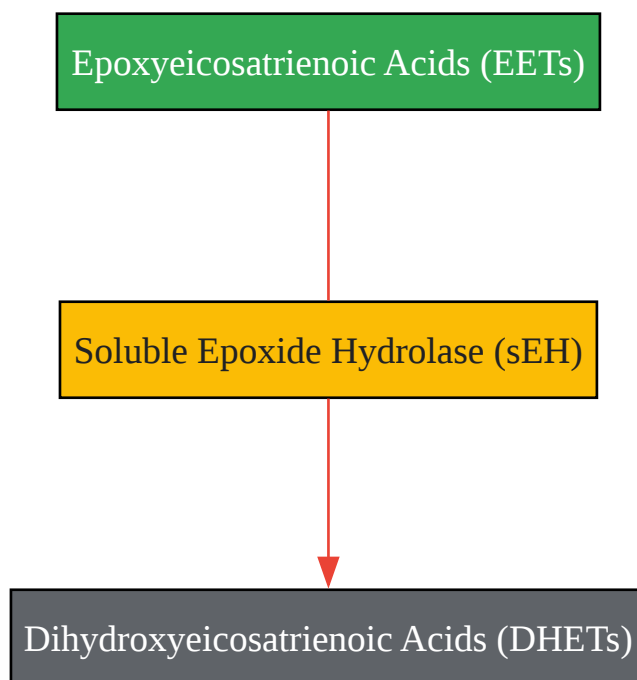 Epoxyeicosatrienoic Acids (EETs)
Soluble Epoxide Hydrolase (sEH)
Dihydroxyeicosatrienoic Acids (DHETs)